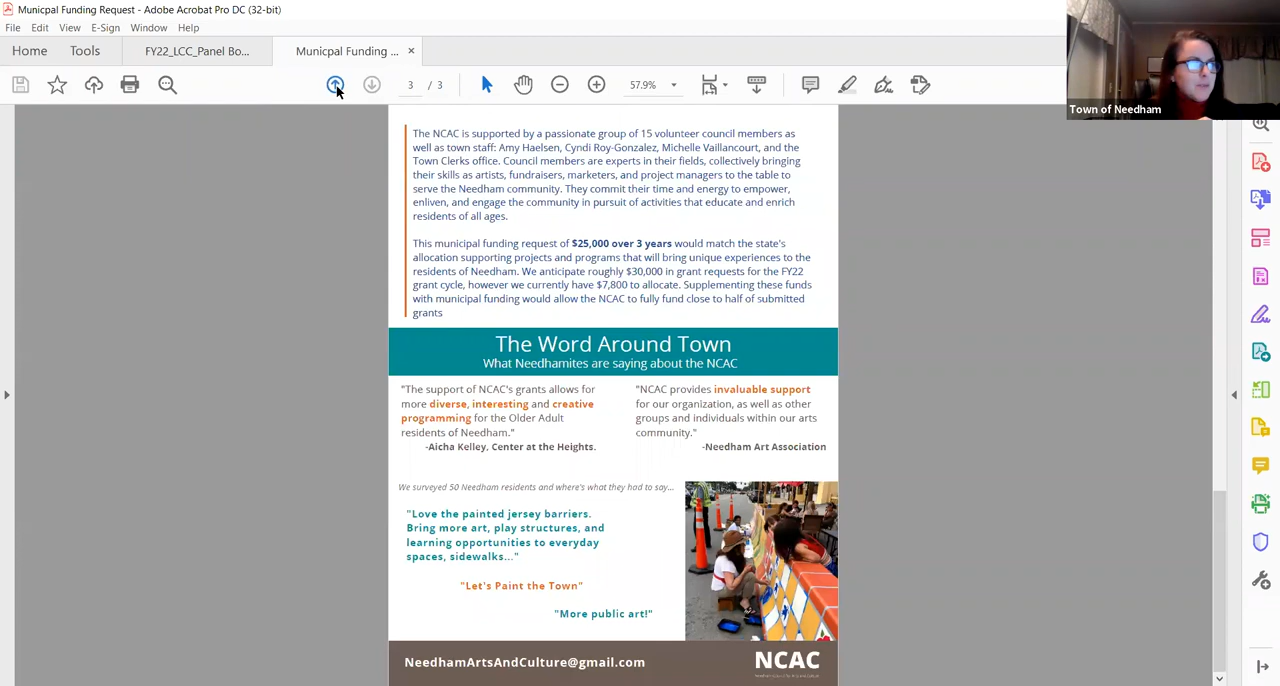 Municpal Funding Request - Adobe Acrobat Pro DC (32-bit)
File Edit View E-Sign Window Help
Home Tools FY22_LCC_Panel Bo... Municpal Funding ... ×
3 / 3 57.9%
Town of Needham
The NCAC is supported by a passionate group of 15 volunteer council members as
well as town staff: Amy Haelsen, Cyndi Roy-Gonzalez, Michelle Vaillancourt, and the
Town Clerks office. Council members are experts in their fields, collectively bringing
their skills as artists, fundraisers, marketers, and project managers to the table to
serve the Needham community. They commit their time and energy to empower,
enliven, and engage the community in pursuit of activities that educate and enrich
residents of all ages.
This municipal funding request of $25,000 over 3 years would match the state's
allocation supporting projects and programs that will bring unique experiences to the
residents of Needham. We anticipate roughly $30,000 in grant requests for the FY22
grant cycle, however we currently have $7,800 to allocate. Supplementing these funds
with municipal funding would allow the NCAC to fully fund close to half of submitted
grants
The Word Around Town
What Needhamites are saying about the NCAC
"The support of NCAC's grants allows for
more diverse, interesting and creative
programming for the Older Adult
residents of Needham."
-Aicha Kelley, Center at the Heights.
"NCAC provides invaluable support
for our organization, as well as other
groups and individuals within our arts
community."
-Needham Art Association
We surveyed 50 Needham residents and where's what they had to say...
"Love the painted jersey barriers.
Bring more art, play structures, and
learning opportunities to everyday
spaces, sidewalks..."
"Let's Paint the Town"
"More public art!"
NeedhamArtsAndCulture@gmail.com
NCAC